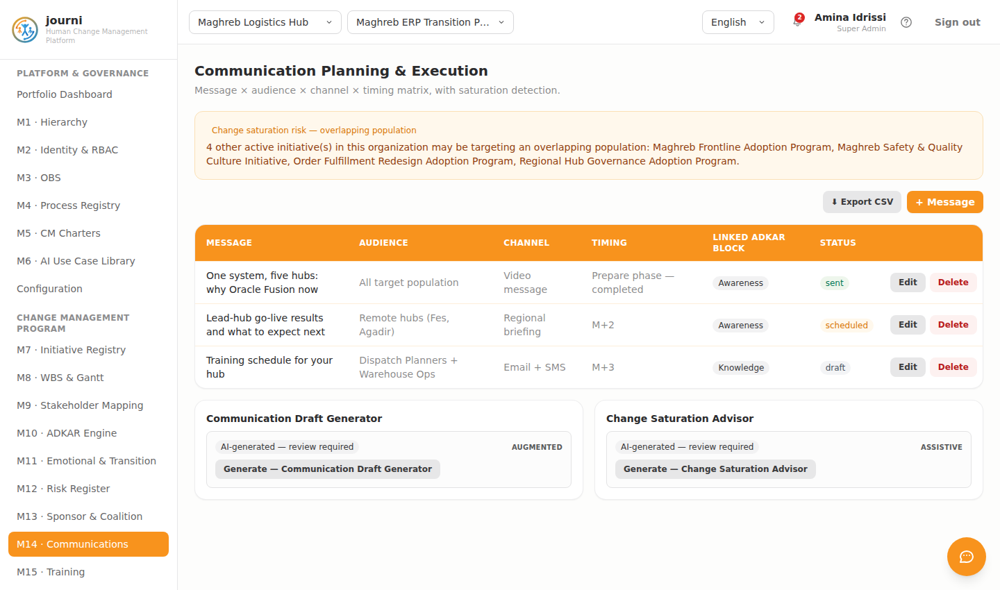 journi
Human Change Management
Platform
PLATFORM & GOVERNANCE
Portfolio Dashboard
M1 · Hierarchy
M2 · Identity & RBAC
M3 · OBS
M4 · Process Registry
M5 · CM Charters
M6 · AI Use Case Library
Configuration
CHANGE MANAGEMENT
PROGRAM
M7 · Initiative Registry
M8 · WBS & Gantt
M9 · Stakeholder Mapping
M10 · ADKAR Engine
M11 · Emotional & Transition
M12 · Risk Register
M13 · Sponsor & Coalition
M14 · Communications
M15 · Training
Maghreb Logistics Hub
Maghreb ERP Transition P...
English
2
Amina Idrissi
Super Admin
Sign out
Communication Planning & Execution
Message × audience × channel × timing matrix, with saturation detection.
Change saturation risk — overlapping population
4 other active initiative(s) in this organization may be targeting an overlapping population: Maghreb Frontline Adoption Program, Maghreb Safety & Quality
Culture Initiative, Order Fulfillment Redesign Adoption Program, Regional Hub Governance Adoption Program.
⬇ Export CSV
+ Message
MESSAGE AUDIENCE CHANNEL TIMING LINKED ADKAR BLOCK STATUS
One system, five hubs: why Oracle Fusion now
All target population
Video message
Prepare phase — completed
Awareness
sent
Edit
Delete
Lead-hub go-live results and what to expect next
Remote hubs (Fes, Agadir)
Regional briefing
M+2
Awareness
scheduled
Edit
Delete
Training schedule for your hub
Dispatch Planners + Warehouse Ops
Email + SMS
M+3
Knowledge
draft
Edit
Delete
Communication Draft Generator
AI-generated — review required
AUGMENTED
Generate — Communication Draft Generator
Change Saturation Advisor
AI-generated — review required
ASSISTIVE
Generate — Change Saturation Advisor